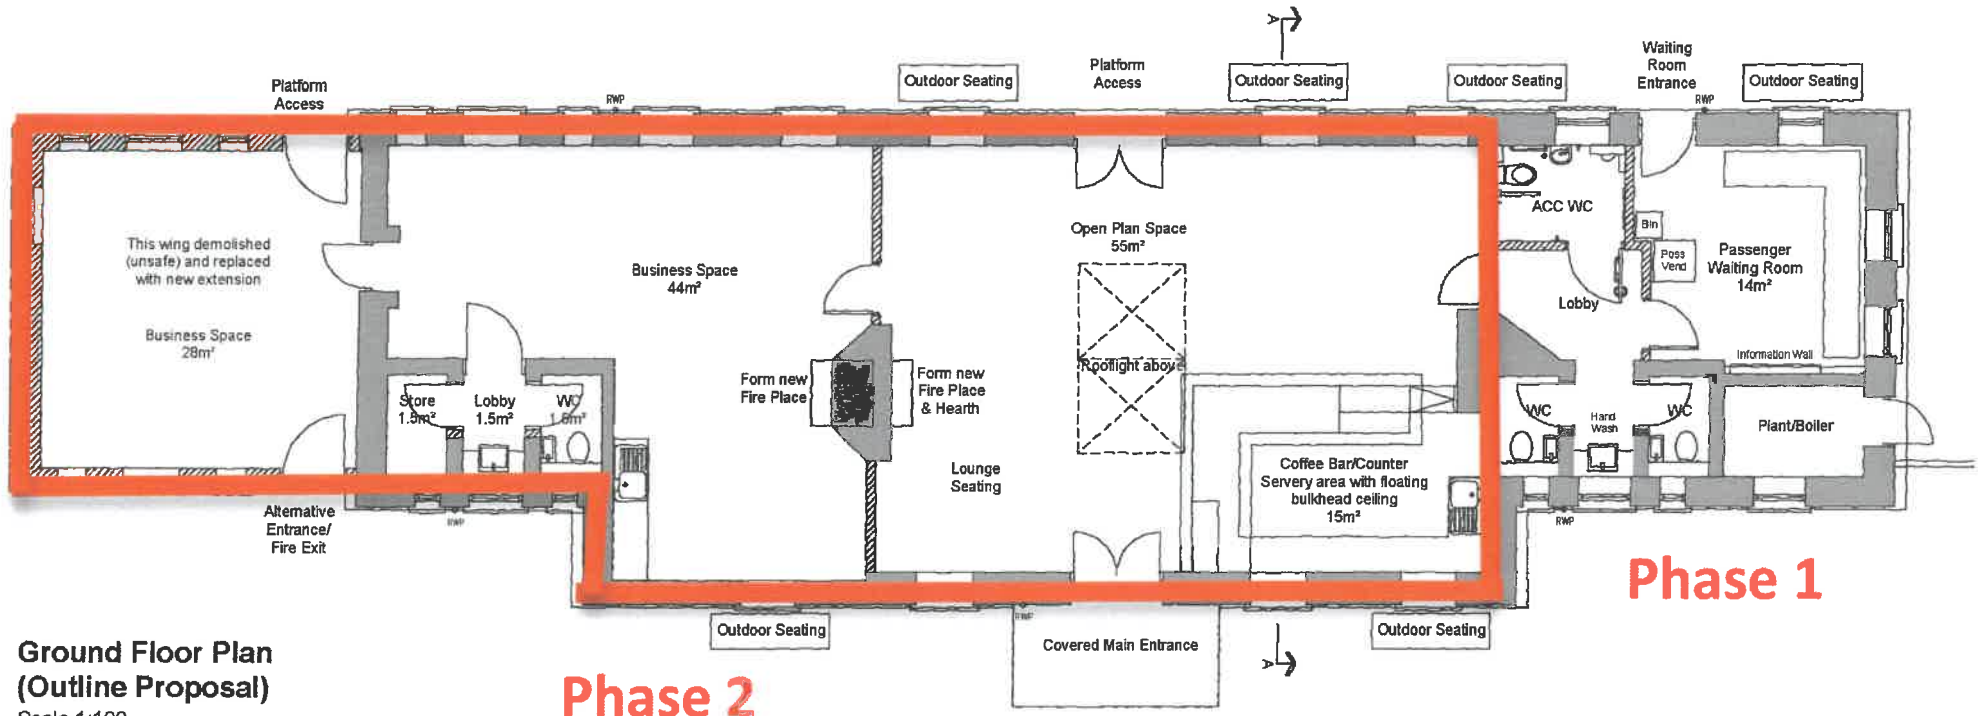 Platform
Access
RWP
Outdoor Seating
Platform
Access
A
Outdoor Seating
Outdoor Seating
Waiting
Room
Entrance
RWP
Outdoor Seating
This wing demolished
(unsafe) and replaced
with new extension
Business Space
28m²
Business Space
44m²
Open Plan Space
55m²
Rooflight above
ACC WC
Bin
Poss
Vend
Passenger
Waiting Room
14m²
Lobby
Information Wall
Store
1.5m²
Lobby
1.5m²
WC
1.5m²
Form new
Fire Place
Form new
Fire Place
& Hearth
Lounge
Seating
Coffee Bar/Counter
Servery area with floating
bulkhead ceiling
15m²
WC
Hand
Wash
WC
Plant/Boiler
Alternative
Entrance/
Fire Exit
RWP
RWP
RWP
Outdoor Seating
Covered Main Entrance
A
Outdoor Seating
Phase 1
Phase 2
Ground Floor Plan
(Outline Proposal)